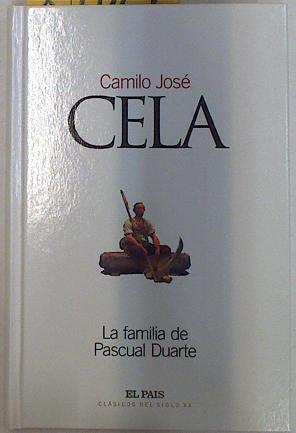 Camilo José
CELA
La familia de
Pascual Duarte
EL PAIS
CLÁSICOS DEL SIGLO XX